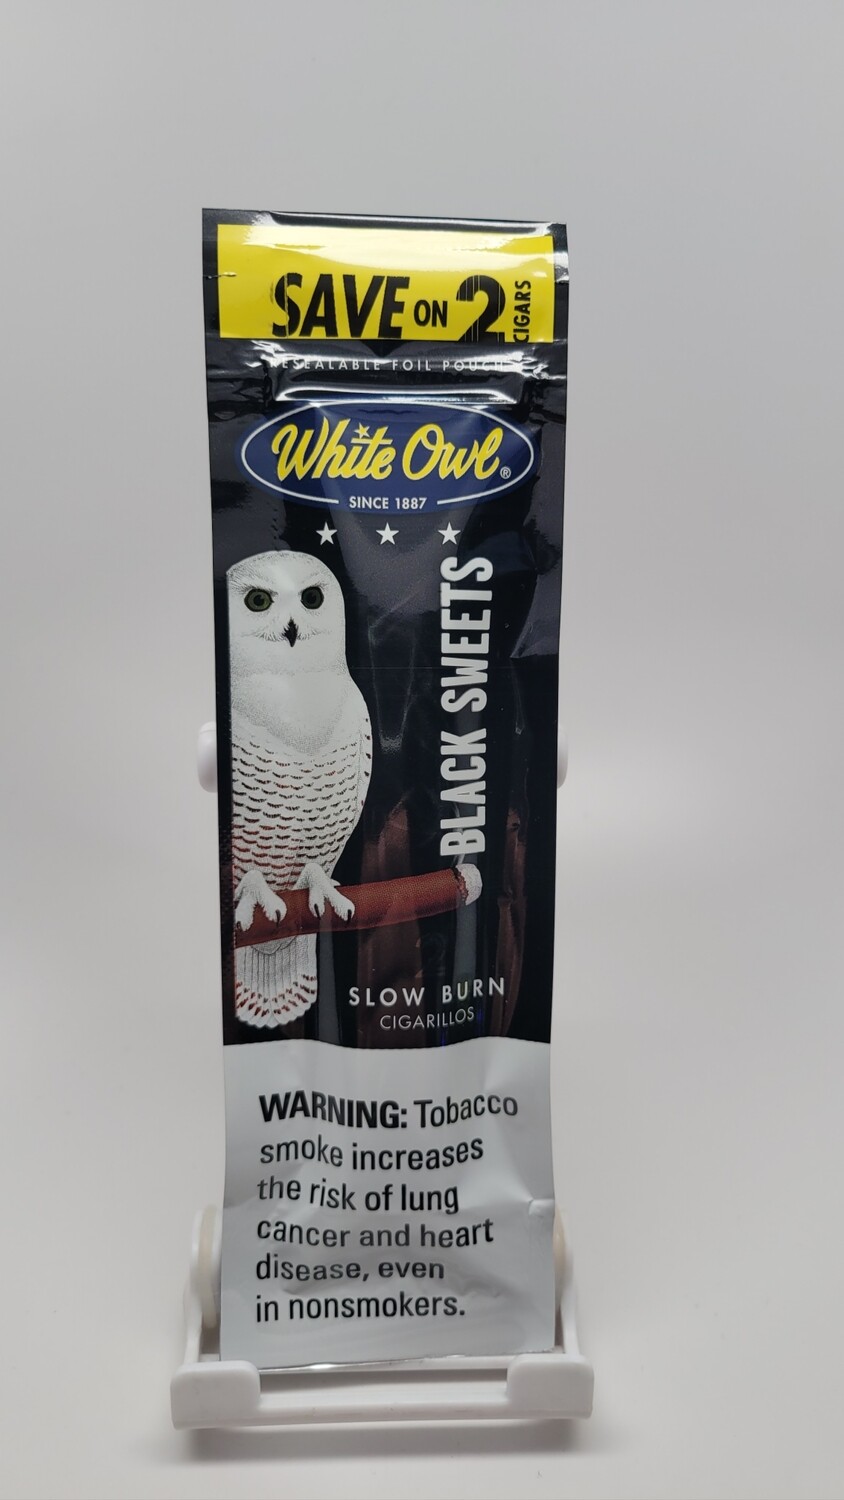 SAVE ON 2 CIGARS
RESEALABLE FOIL POUCH
White Owl®
SINCE 1887
BLACK SWEETS
SLOW BURN
CIGARILLOS
WARNING: Tobacco
smoke increases
the risk of lung
cancer and heart
disease, even
in nonsmokers.